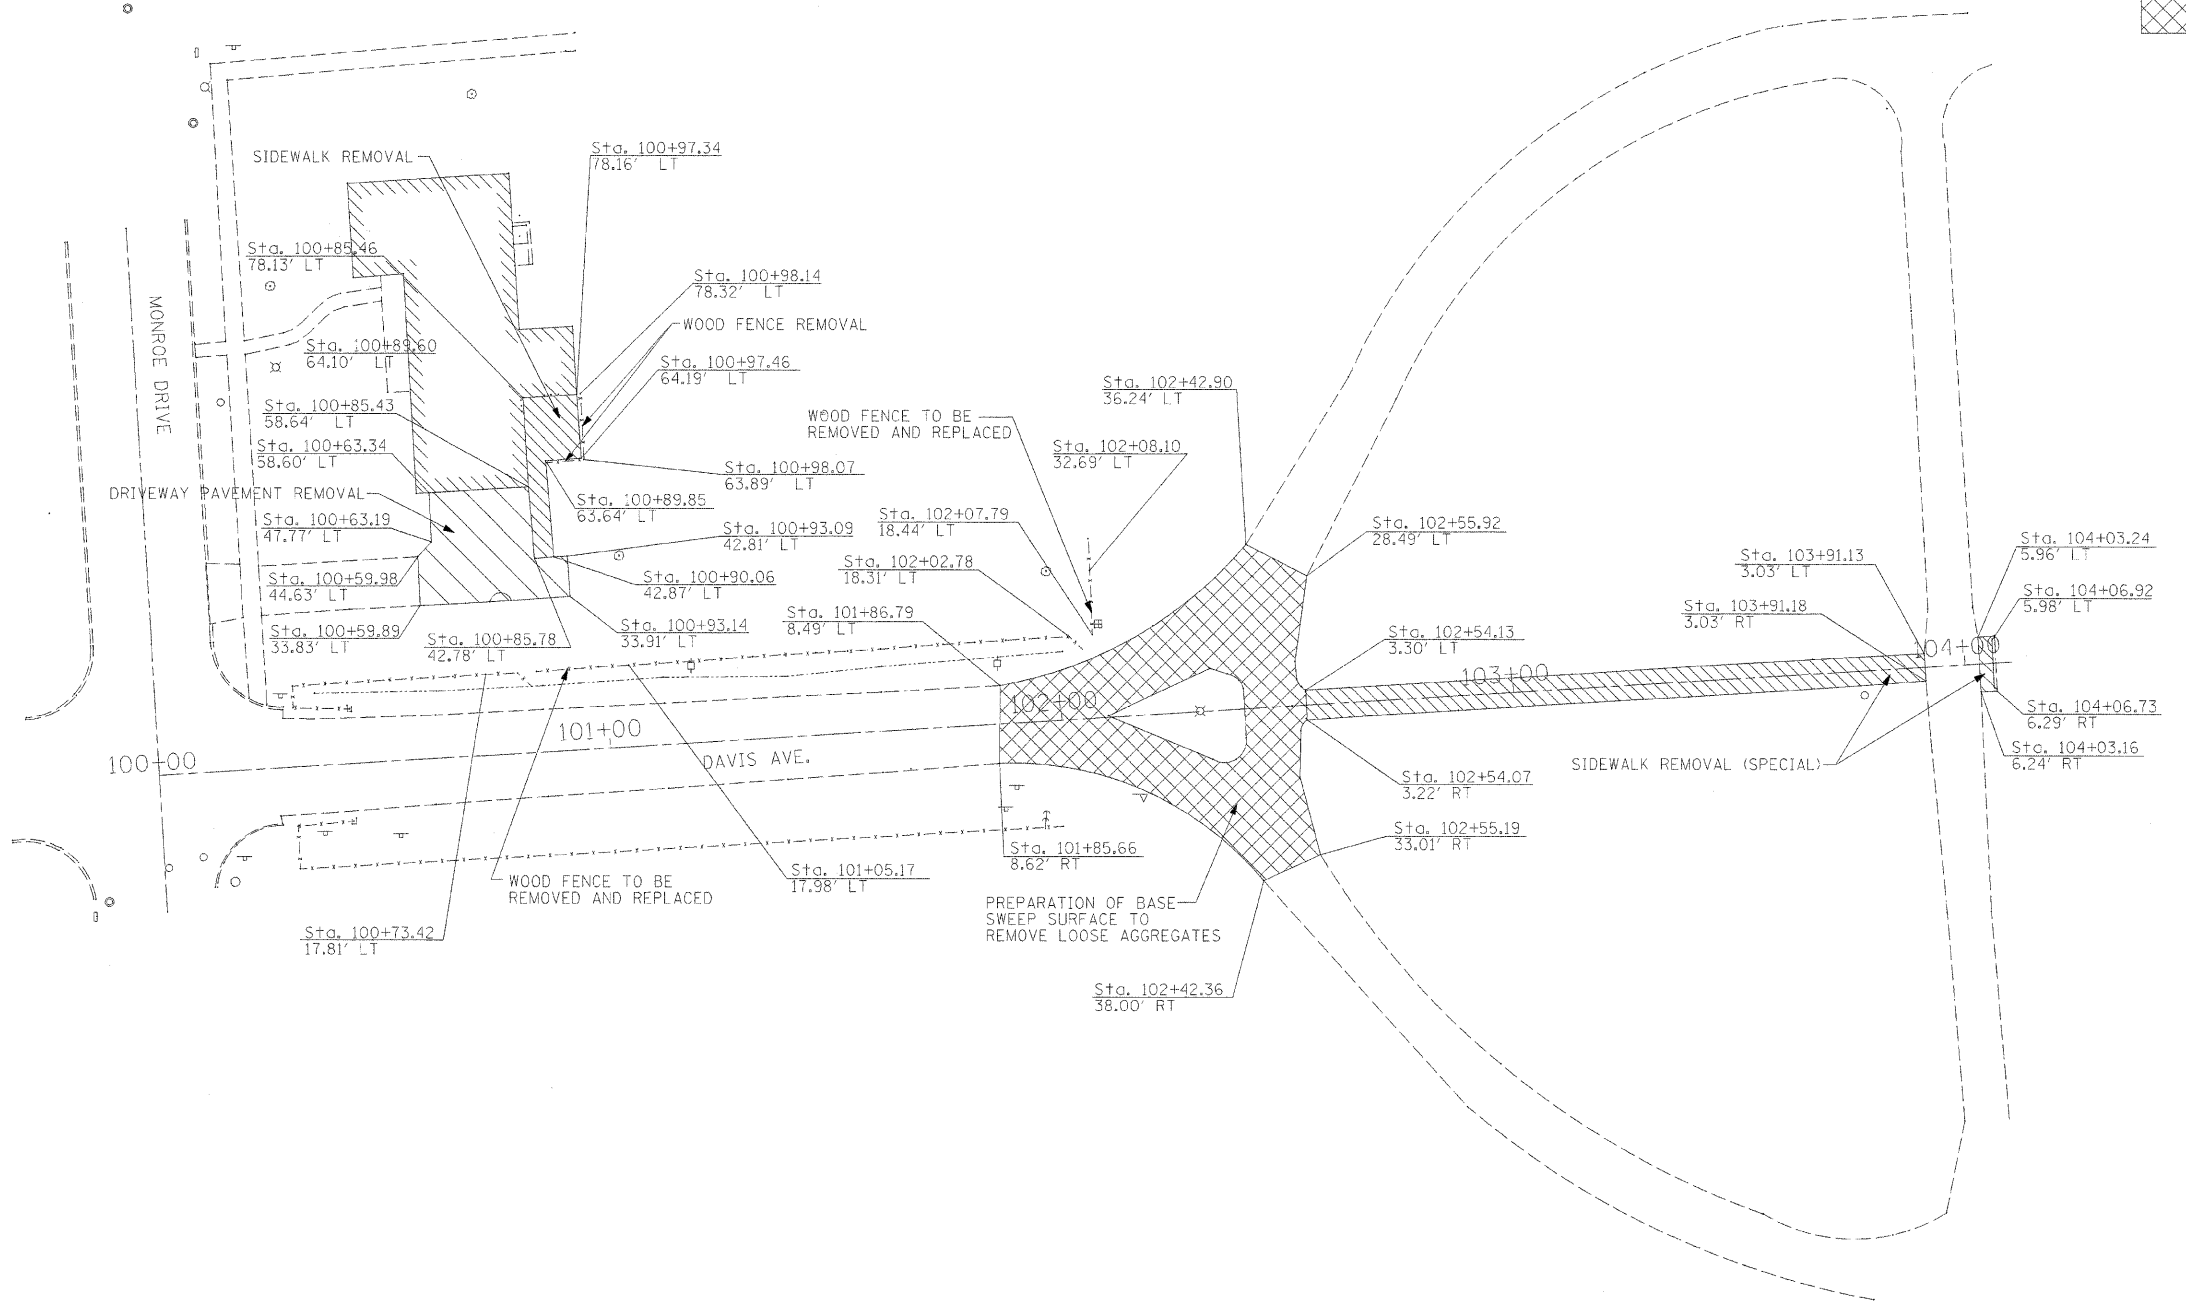 SIDEWALK REMOVAL
Sta. 100+97.34
78.16' LT
Sta. 100+85.46
78.13' LT
Sta. 100+98.14
78.32' LT
WOOD FENCE REMOVAL
MONROE DRIVE
Sta. 100+89.60
64.10' LT
Sta. 100+97.46
64.19' LT
Sta. 102+42.90
36.24' LT
Sta. 100+85.43
58.64' LT
WOOD FENCE TO BE
REMOVED AND REPLACED
Sta. 100+63.34
58.60' LT
Sta. 102+08.10
32.69' LT
Sta. 100+98.07
63.89' LT
DRIVEWAY PAVEMENT REMOVAL
Sta. 100+89.85
63.64' LT
Sta. 100+63.19
47.77' LT
Sta. 100+93.09
42.81' LT
Sta. 102+07.79
18.44' LT
Sta. 102+55.92
28.49' LT
Sta. 104+03.24
5.96' LT
Sta. 103+91.13
3.03' LT
Sta. 102+02.78
18.31' LT
Sta. 100+59.98
44.63' LT
Sta. 100+90.06
42.87' LT
Sta. 104+06.92
5.98' LT
Sta. 103+91.18
3.03' RT
Sta. 101+86.79
8.49' LT
Sta. 100+59.89
33.83' LT
Sta. 100+85.78
42.78' LT
Sta. 100+93.14
33.91' LT
Sta. 102+54.13
3.30' LT
104+00
103+00
102+00
Sta. 104+06.73
6.29' RT
101+00
Sta. 104+03.16
6.24' RT
100+00
DAVIS AVE.
SIDEWALK REMOVAL (SPECIAL)
Sta. 102+54.07
3.22' RT
Sta. 102+55.19
33.01' RT
Sta. 101+85.66
8.62' RT
Sta. 101+05.17
17.98' LT
WOOD FENCE TO BE
REMOVED AND REPLACED
PREPARATION OF BASE
SWEEP SURFACE TO
REMOVE LOOSE AGGREGATES
Sta. 100+73.42
17.81' LT
Sta. 102+42.36
38.00' RT